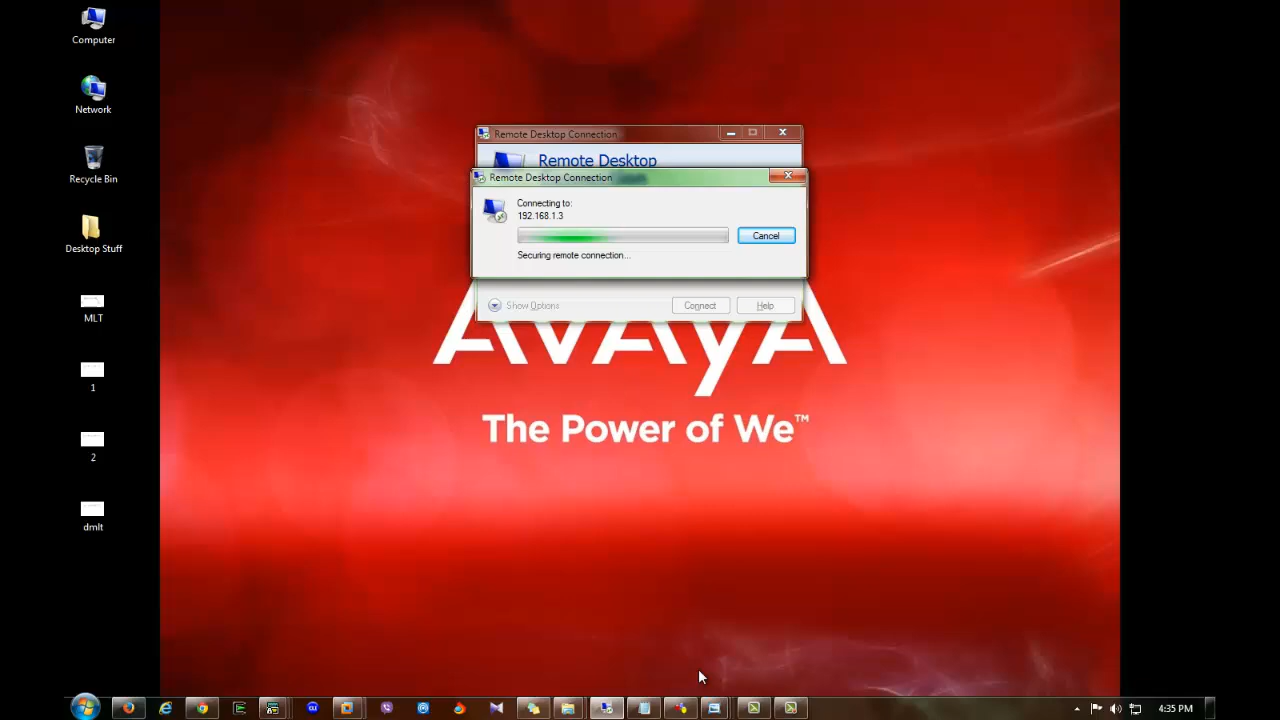 Computer
Network
Recycle Bin
Desktop Stuff
MLT
1
2
dmlt
Remote Desktop Connection
Remote Desktop
Remote Desktop Connection
Connecting to:
192.168.1.3
Cancel
Securing remote connection...
Show Options
Connect
Help
AVAYA
The Power of We™
4:35 PM